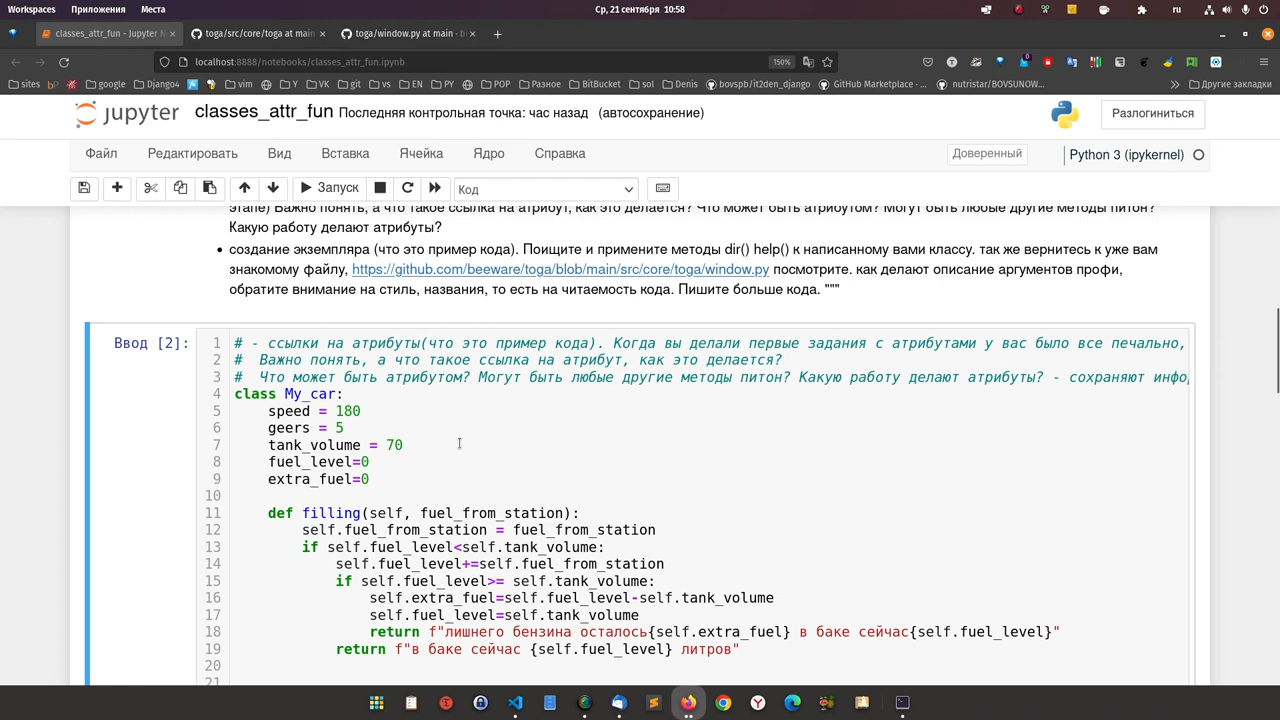 Workspaces Приложения Места Ср, 21 сентября 10:58 ru
classes_attr_fun - Jupyter N × toga/src/core/toga at main · × toga/window.py at main · b × +
localhost:8888/notebooks/classes_attr_fun.ipynb 150%
sites bg google Django4 vim Y VK git vs EN PY POP Разное BitBucket sol Denis bovspb/it2den_django GitHub Marketplace · … nutristar/BOVSUNOW… Другие закладки
jupyter classes_attr_fun Последняя контрольная точка: час назад (автосохранение) Разлогиниться
Файл Редактировать Вид Вставка Ячейка Ядро Справка Доверенный Python 3 (ipykernel)
Запуск Код
этапе) Важно понять, а что такое ссылка на атрибут, как это делается? Что может быть атрибутом? Могут быть любые другие методы питон?
Какую работу делают атрибуты?
• создание экземпляра (что это пример кода). Поищите и примените методы dir() help() к написанному вами классу. так же вернитесь к уже вам
знакомому файлу, https://github.com/beeware/toga/blob/main/src/core/toga/window.py посмотрите. как делают описание аргументов профи,
обратите внимание на стиль, названия, то есть на читаемость кода. Пишите больше кода. """
Ввод [2]: 1 # - ссылки на атрибуты(что это пример кода). Когда вы делали первые задания с атрибутами у вас было все печально,
2 # Важно понять, а что такое ссылка на атрибут, как это делается?
3 # Что может быть атрибутом? Могут быть любые другие методы питон? Какую работу делают атрибуты? - сохраняют инфо
4 class My_car:
5 speed = 180
6 geers = 5
7 tank_volume = 70
8 fuel_level=0
9 extra_fuel=0
10
11 def filling(self, fuel_from_station):
12 self.fuel_from_station = fuel_from_station
13 if self.fuel_level<self.tank_volume:
14 self.fuel_level+=self.fuel_from_station
15 if self.fuel_level>= self.tank_volume:
16 self.extra_fuel=self.fuel_level-self.tank_volume
17 self.fuel_level=self.tank_volume
18 return f"лишнего бензина осталось{self.extra_fuel} в баке сейчас{self.fuel_level}"
19 return f"в баке сейчас {self.fuel_level} литров"
20
21